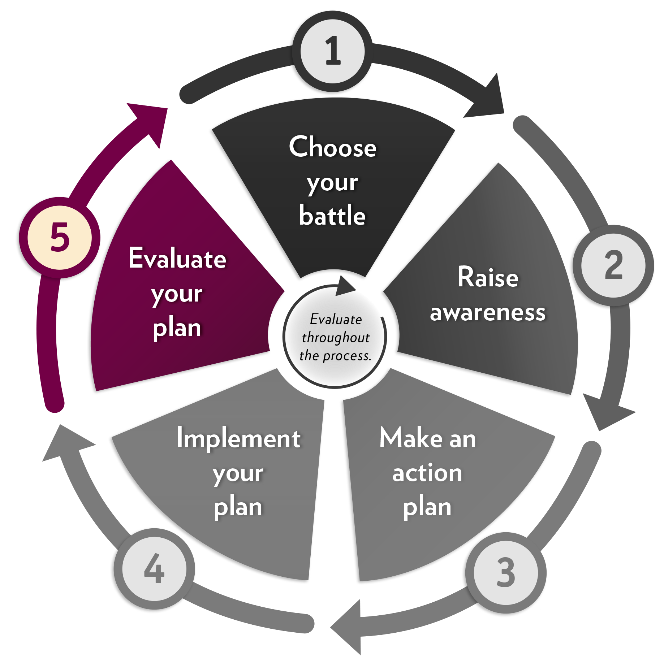 1
Choose
your
battle
2
Raise
awareness
3
Make an
action
plan
4
Implement
your
plan
5
Evaluate
your
plan
Evaluate
throughout
the process.